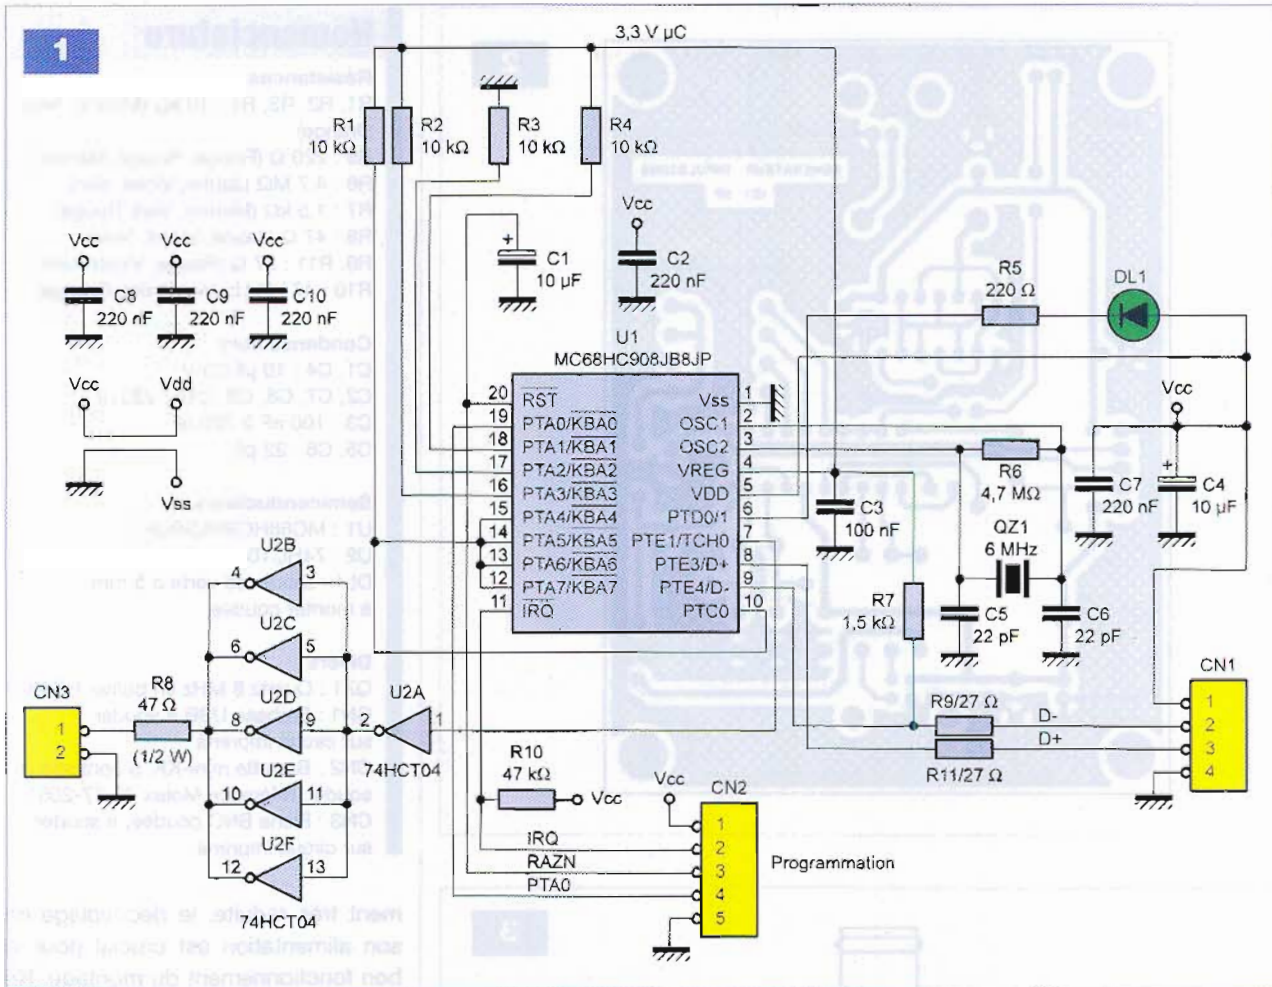 1
3,3 V µC
R1
10 kΩ
R2
10 kΩ
R3
10 kΩ
R4
10 kΩ
Vcc
C8
220 nF
Vcc
C9
220 nF
Vcc
C10
220 nF
C1
10 µF
Vcc
C2
220 nF
R5
220 Ω
DL1
Vcc
Vdd
Vss
U1
MC68HC908JB8JP
20 RST
19 PTA0/KBA0
18 PTA1/KBA1
17 PTA2/KBA2
16 PTA3/KBA3
15 PTA4/KBA4
14 PTA5/KBA5
13 PTA6/KBA6
12 PTA7/KBA7
11 IRQ
Vss 1
OSC1 2
OSC2 3
VREG 4
VDD 5
PTD0/1 6
PTE1/TCH0 7
PTE3/D+ 8
PTE4/D- 9
PTC0 10
R6
4,7 MΩ
QZ1
6 MHz
C3
100 nF
C7
220 nF
Vcc
+
C4
10 µF
R7
1,5 kΩ
C5
22 pF
C6
22 pF
U2B
4 3
U2C
6 5
U2D
8 9
U2E
10 11
U2F
12 13
74HCT04
U2A
2 1
74HCT04
CN3
1
2
R8
47 Ω
(1/2 W)
R10
47 kΩ
Vcc
R9/27 Ω
D-
D+
R11/27 Ω
CN1
1
2
3
4
Vcc
CN2
1
2
3
4
5
IRQ
RAZN
PTA0
Programmation